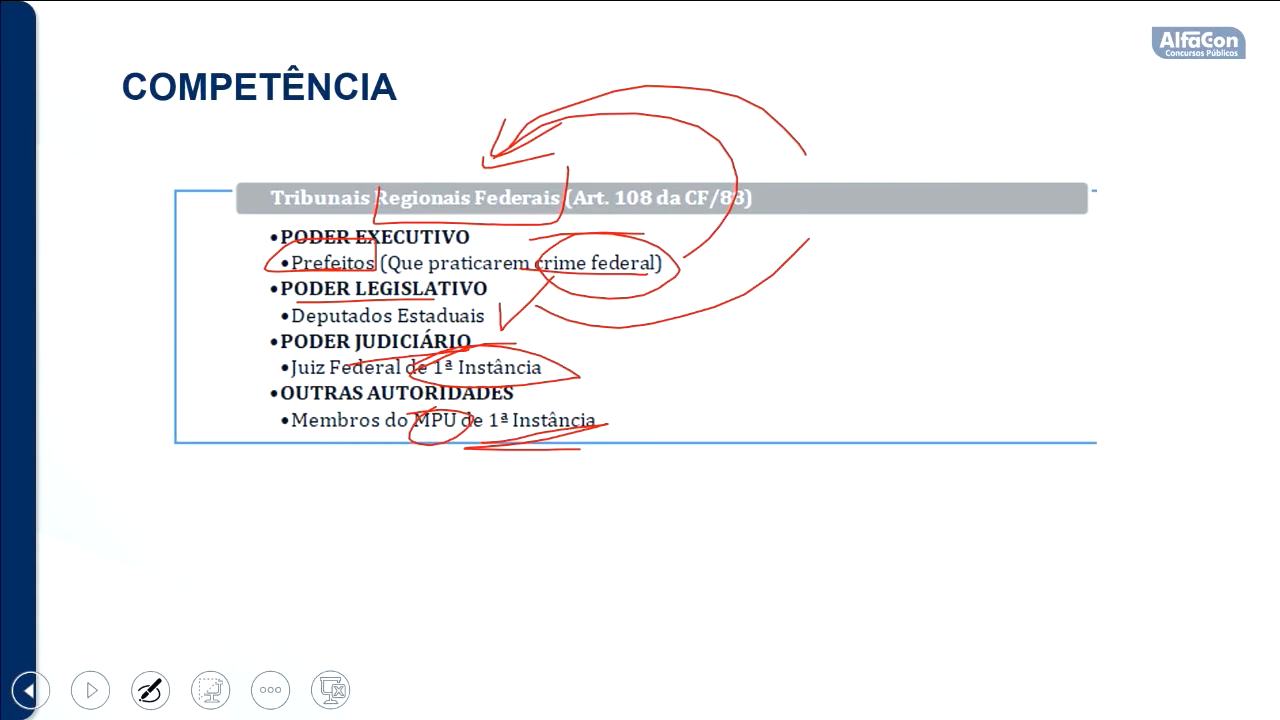 AlfaCon
Concursos Públicos
COMPETÊNCIA
Tribunais Regionais Federais (Art. 108 da CF/88)
•PODER EXECUTIVO
•Prefeitos (Que praticarem crime federal)
•PODER LEGISLATIVO
•Deputados Estaduais
•PODER JUDICIÁRIO
•Juiz Federal de 1ª Instância
•OUTRAS AUTORIDADES
•Membros do MPU de 1ª Instância